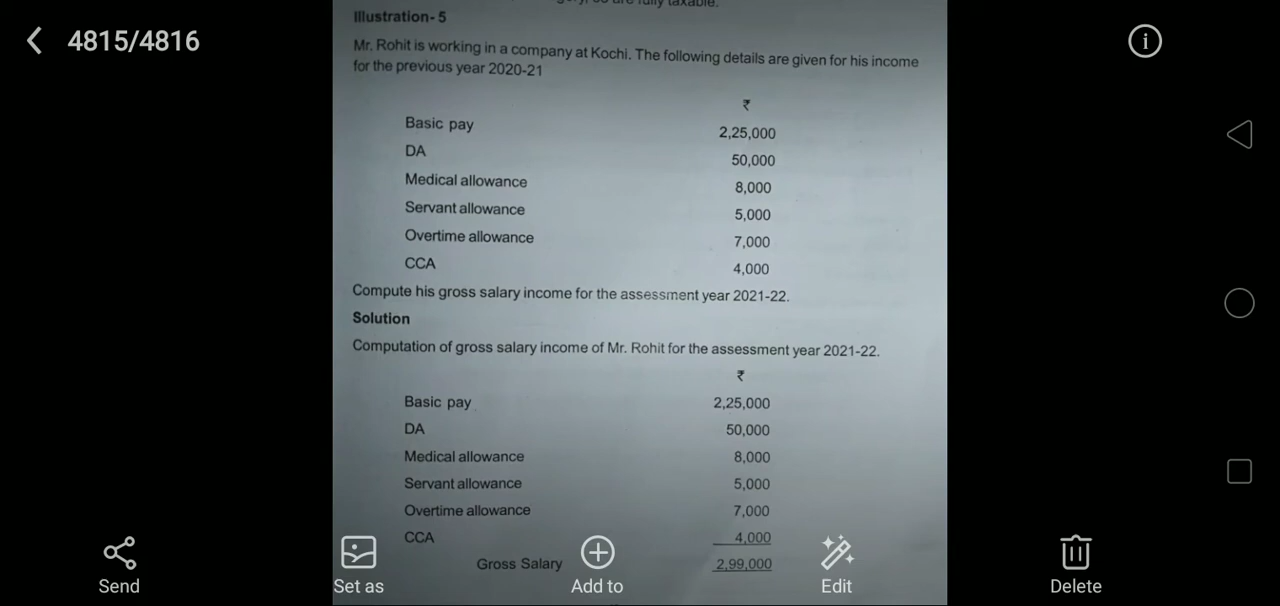 4815/4816
fully taxable.
Illustration- 5
Mr. Rohit is working in a company at Kochi. The following details are given for his income
for the previous year 2020-21
₹
Basic pay 2,25,000
DA 50,000
Medical allowance 8,000
Servant allowance 5,000
Overtime allowance 7,000
CCA 4,000
Compute his gross salary income for the assessment year 2021-22.
Solution
Computation of gross salary income of Mr. Rohit for the assessment year 2021-22.
₹
Basic pay 2,25,000
DA 50,000
Medical allowance 8,000
Servant allowance 5,000
Overtime allowance 7,000
CCA 4,000
Gross Salary 2,99,000
Send Set as Add to Edit Delete